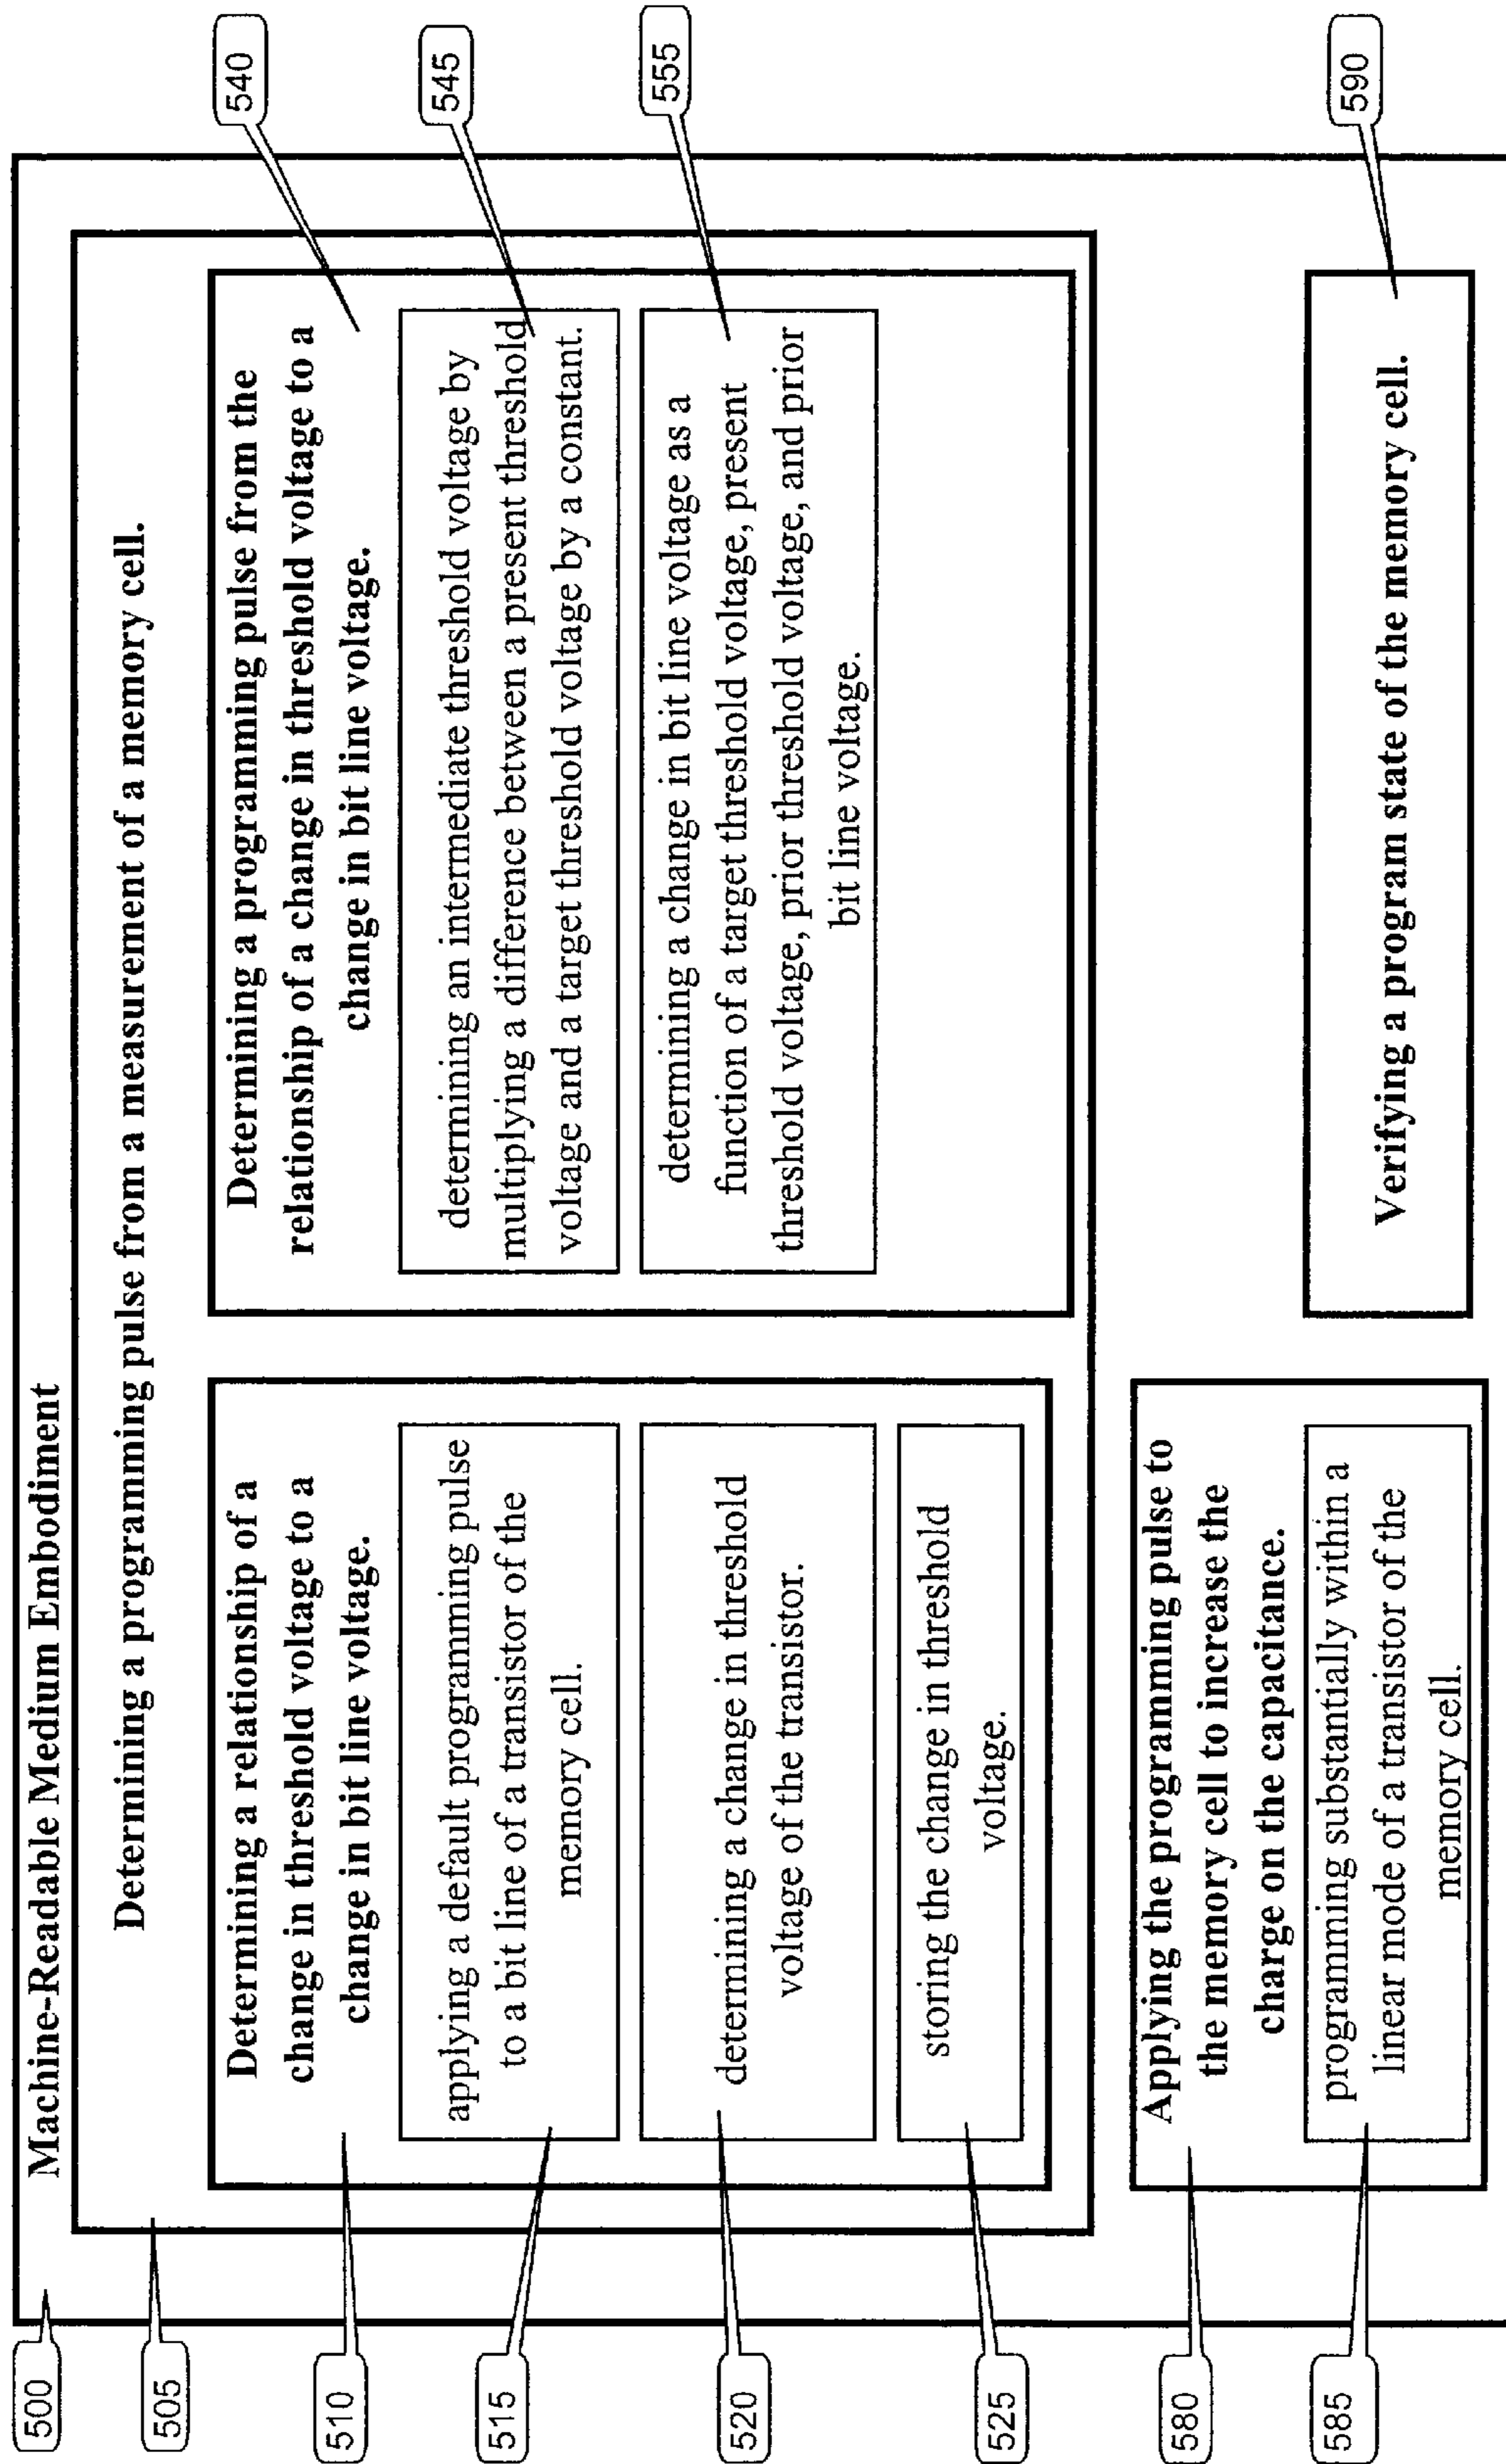 500
Machine-Readable Medium Embodiment
505
Determining a programming pulse from a measurement of a memory cell.
510
Determining a relationship of a
change in threshold voltage to a
change in bit line voltage.
515
applying a default programming pulse
to a bit line of a transistor of the
memory cell.
520
determining a change in threshold
voltage of the transistor.
525
storing the change in threshold
voltage.
540
Determining a programming pulse from the
relationship of a change in threshold voltage to a
change in bit line voltage.
545
determining an intermediate threshold voltage by
multiplying a difference between a present threshold
voltage and a target threshold voltage by a constant.
555
determining a change in bit line voltage as a
function of a target threshold voltage, present
threshold voltage, prior threshold voltage, and prior
bit line voltage.
580
Applying the programming pulse to
the memory cell to increase the
charge on the capacitance.
585
programming substantially within a
linear mode of a transistor of the
memory cell.
590
Verifying a program state of the memory cell.